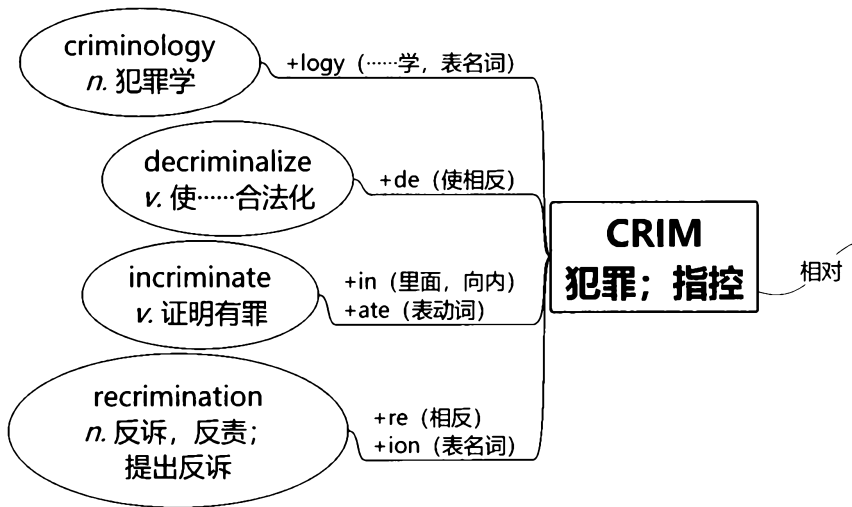 criminology
n. 犯罪学
+logy（……学，表名词）
decriminalize
v. 使……合法化
+de（使相反）
incriminate
v. 证明有罪
+in（里面，向内）
+ate（表动词）
recrimination
n. 反诉，反责；
提出反诉
+re（相反）
+ion（表名词）
CRIM
犯罪；指控
相对